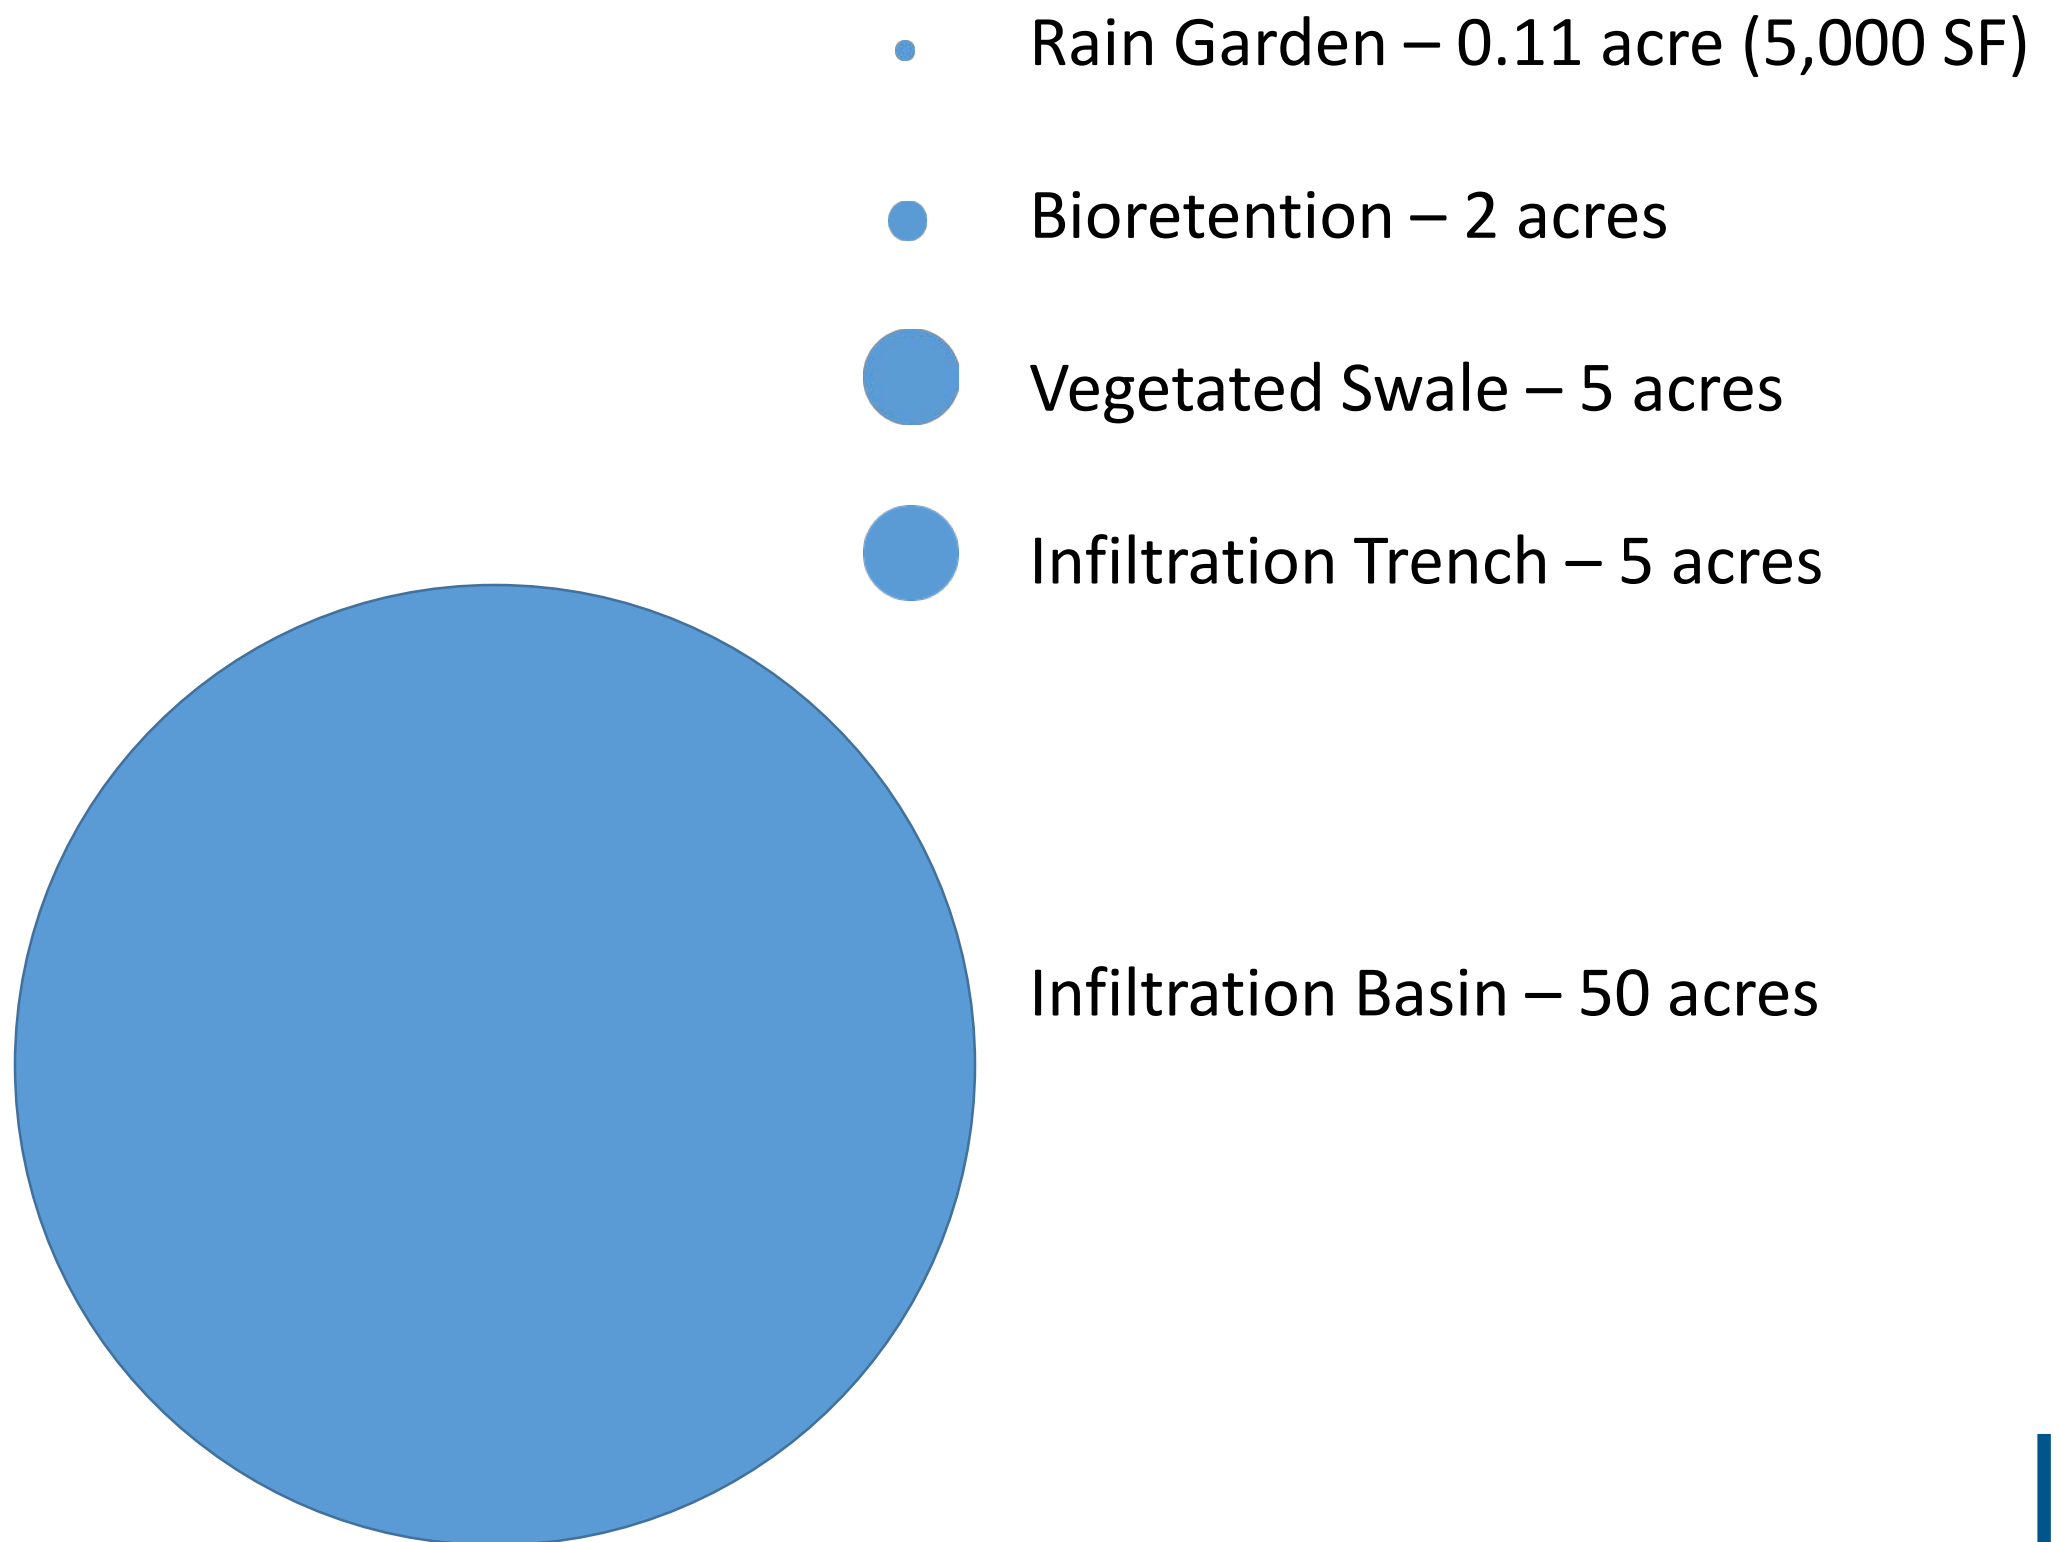 Rain Garden – 0.11 acre (5,000 SF)
Bioretention – 2 acres
Vegetated Swale – 5 acres
Infiltration Trench – 5 acres
Infiltration Basin – 50 acres